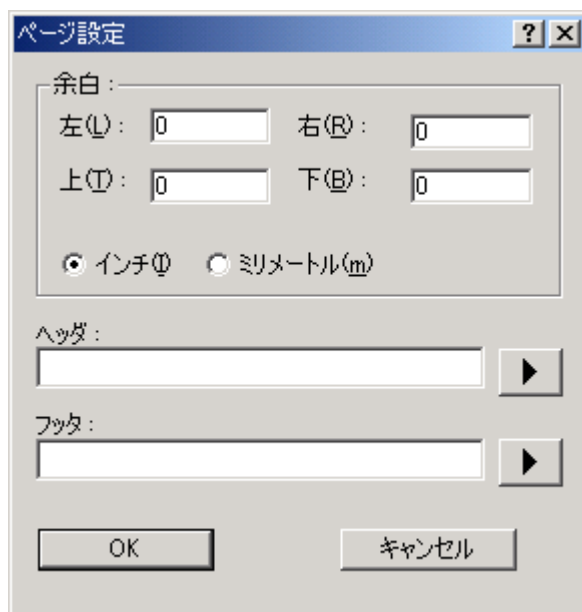 ページ設定
余白:
左(L): 0 右(R): 0
上(T): 0 下(B): 0
インチ(I) ミリメートル(m)
ヘッダ:
フッタ:
OK キャンセル